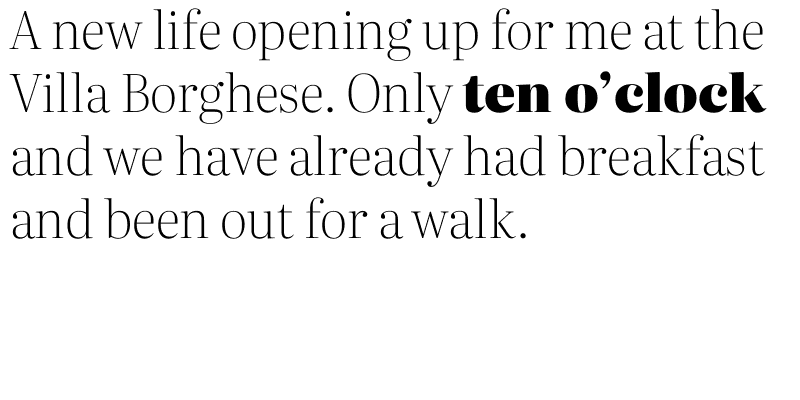 A new life opening up for me at the
Villa Borghese. Only ten o’clock
and we have already had breakfast
and been out for a walk.